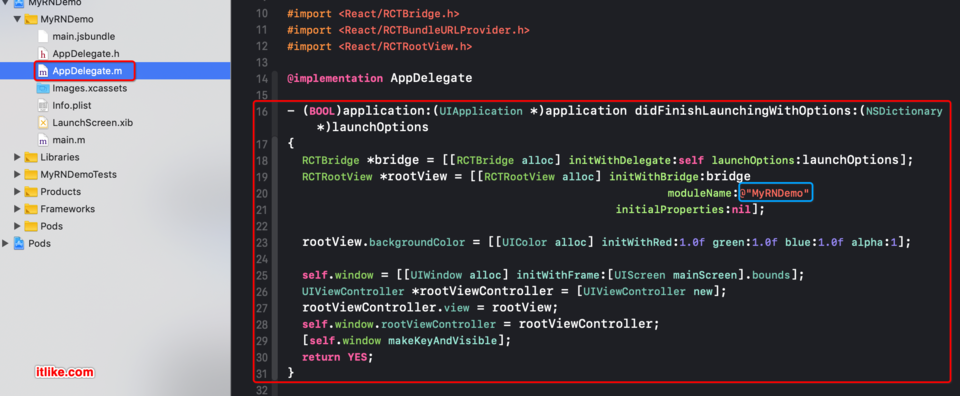 MyRNDemo
MyRNDemo
main.jsbundle
AppDelegate.h
AppDelegate.m
Images.xcassets
Info.plist
LaunchScreen.xib
main.m
Libraries
MyRNDemoTests
Products
Frameworks
Pods
Pods
itlike.com
10 #import <React/RCTBridge.h>
11 #import <React/RCTBundleURLProvider.h>
12 #import <React/RCTRootView.h>
13
14 @implementation AppDelegate
15
16 - (BOOL)application:(UIApplication *)application didFinishLaunchingWithOptions:(NSDictionary
*)launchOptions
17 {
18 RCTBridge *bridge = [[RCTBridge alloc] initWithDelegate:self launchOptions:launchOptions];
19 RCTRootView *rootView = [[RCTRootView alloc] initWithBridge:bridge
20 moduleName:@"MyRNDemo"
21 initialProperties:nil];
22
23 rootView.backgroundColor = [[UIColor alloc] initWithRed:1.0f green:1.0f blue:1.0f alpha:1];
24
25 self.window = [[UIWindow alloc] initWithFrame:[UIScreen mainScreen].bounds];
26 UIViewController *rootViewController = [UIViewController new];
27 rootViewController.view = rootView;
28 self.window.rootViewController = rootViewController;
29 [self.window makeKeyAndVisible];
30 return YES;
31 }
32